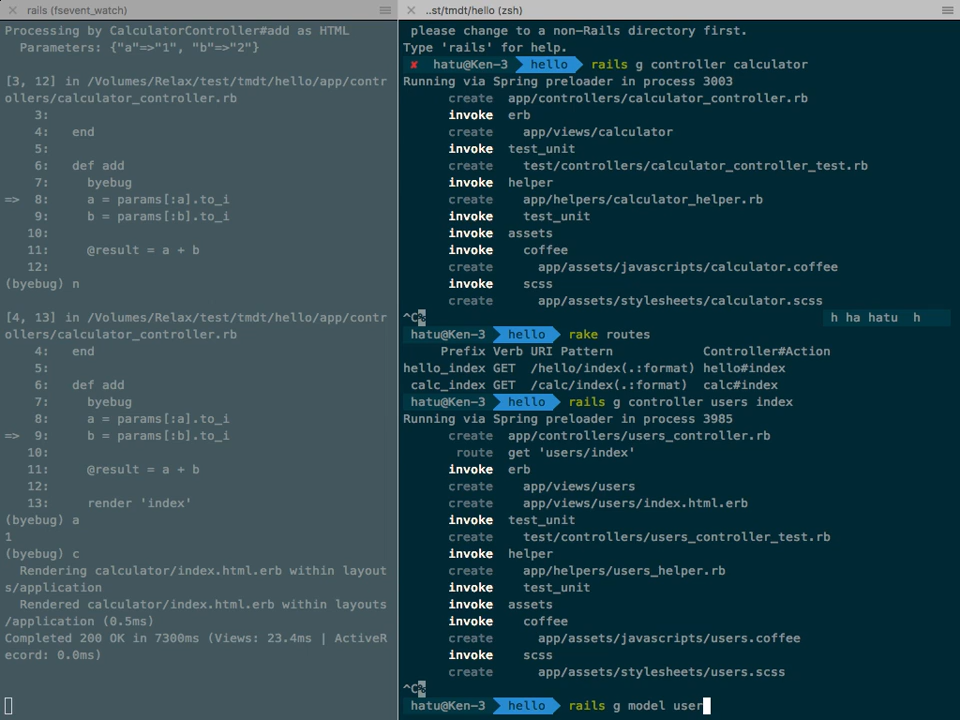 rails (fsevent_watch)
Processing by CalculatorController#add as HTML
  Parameters: {"a"=>"1", "b"=>"2"}
[3, 12] in /Volumes/Relax/test/tmdt/hello/app/contr
ollers/calculator_controller.rb
    3:
    4:   end
    5:
    6:   def add
    7:     byebug
=>  8:     a = params[:a].to_i
    9:     b = params[:b].to_i
   10:
   11:     @result = a + b
   12:
(byebug) n
[4, 13] in /Volumes/Relax/test/tmdt/hello/app/contr
ollers/calculator_controller.rb
    4:   end
    5:
    6:   def add
    7:     byebug
    8:     a = params[:a].to_i
=>  9:     b = params[:b].to_i
   10:
   11:     @result = a + b
   12:
   13:     render 'index'
(byebug) a
1
(byebug) c
  Rendering calculator/index.html.erb within layout
s/application
  Rendered calculator/index.html.erb within layouts
/application (0.5ms)
Completed 200 OK in 7300ms (Views: 23.4ms | ActiveR
ecord: 0.0ms)
..st/tmdt/hello (zsh)
 please change to a non-Rails directory first.
Type 'rails' for help.
✘ hatu@Ken-3 hello rails g controller calculator
Running via Spring preloader in process 3003
      create  app/controllers/calculator_controller.rb
      invoke  erb
      create    app/views/calculator
      invoke  test_unit
      create    test/controllers/calculator_controller_test.rb
      invoke  helper
      create    app/helpers/calculator_helper.rb
      invoke    test_unit
      invoke  assets
      invoke    coffee
      create      app/assets/javascripts/calculator.coffee
      invoke    scss
      create      app/assets/stylesheets/calculator.scss
^C%
h ha hatu h
hatu@Ken-3 hello rake routes
     Prefix Verb URI Pattern            Controller#Action
hello_index GET  /hello/index(.:format) hello#index
 calc_index GET  /calc/index(.:format)  calc#index
hatu@Ken-3 hello rails g controller users index
Running via Spring preloader in process 3985
      create  app/controllers/users_controller.rb
       route  get 'users/index'
      invoke  erb
      create    app/views/users
      create    app/views/users/index.html.erb
      invoke  test_unit
      create    test/controllers/users_controller_test.rb
      invoke  helper
      create    app/helpers/users_helper.rb
      invoke    test_unit
      invoke  assets
      invoke    coffee
      create      app/assets/javascripts/users.coffee
      invoke    scss
      create      app/assets/stylesheets/users.scss
^C%
hatu@Ken-3 hello rails g model user